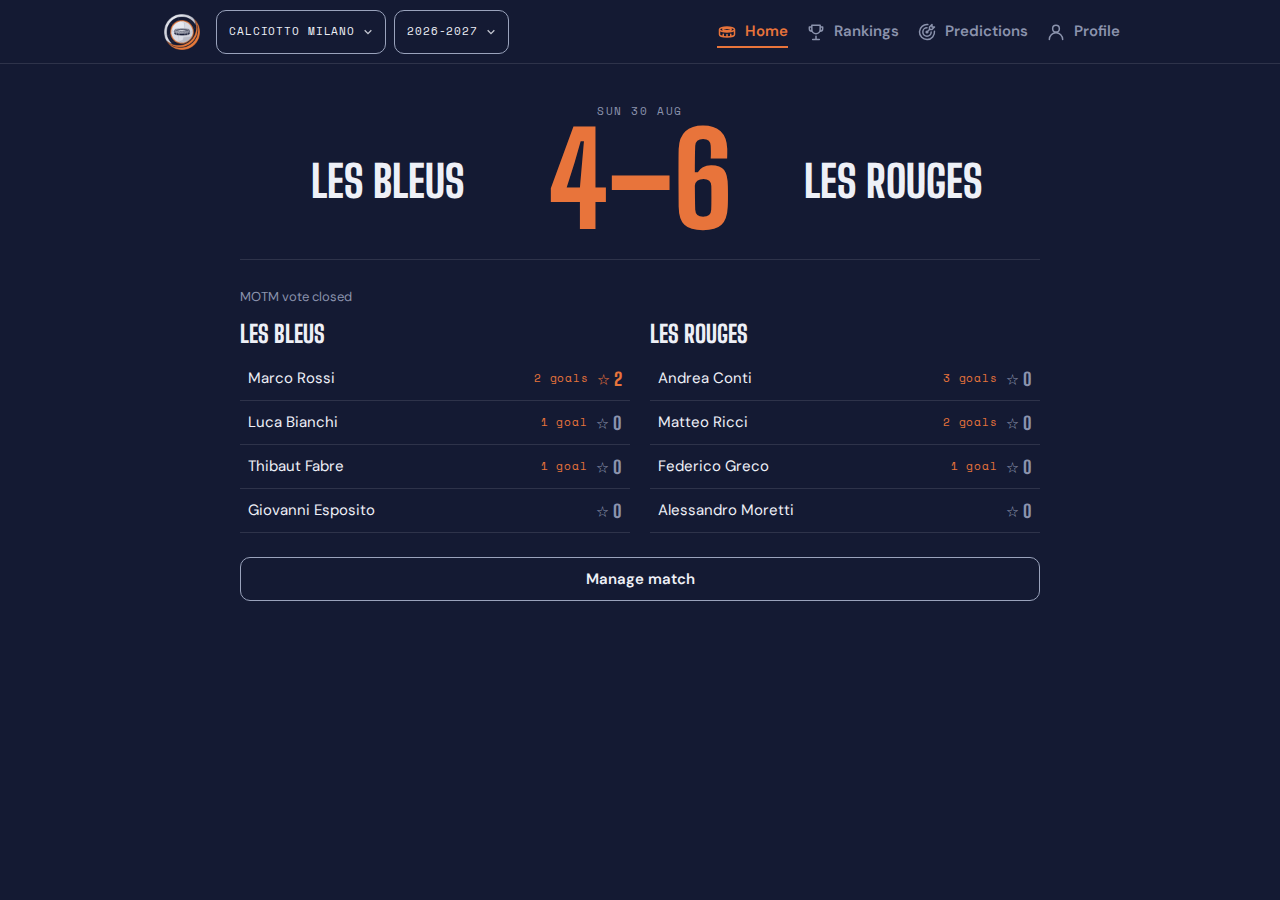 CALCIOTTO MILANO
2026-2027
Home
Rankings
Predictions
Profile
SUN 30 AUG
LES BLEUS
4–6
LES ROUGES
MOTM vote closed
LES BLEUS
Marco Rossi 2 goals ☆ 2
Luca Bianchi 1 goal ☆ 0
Thibaut Fabre 1 goal ☆ 0
Giovanni Esposito ☆ 0
LES ROUGES
Andrea Conti 3 goals ☆ 0
Matteo Ricci 2 goals ☆ 0
Federico Greco 1 goal ☆ 0
Alessandro Moretti ☆ 0
Manage match